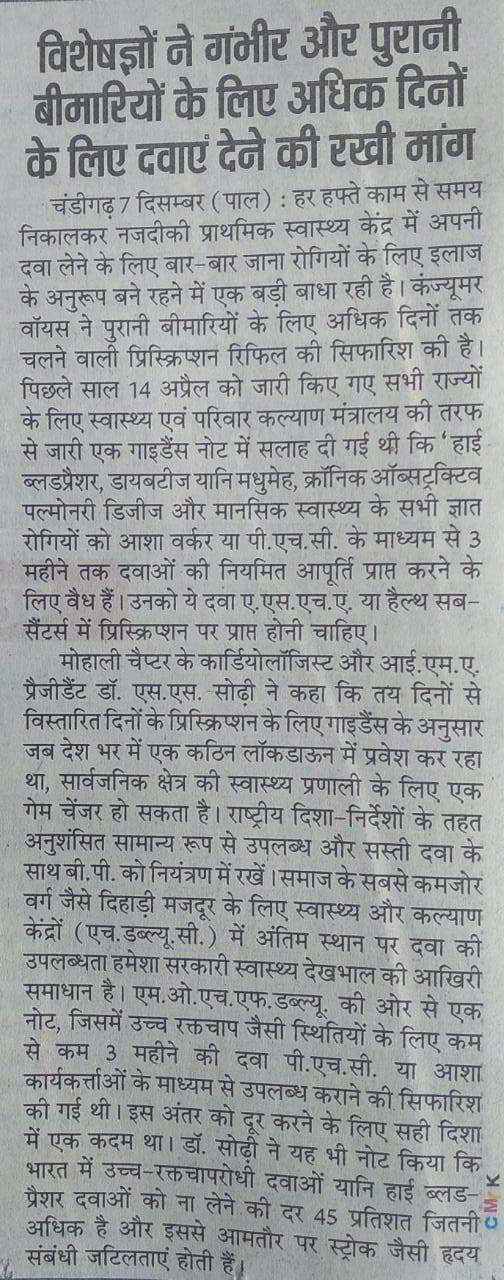 विशेषज्ञों ने गंभीर और पुरानी
बीमारियों के लिए अधिक दिनों
के लिए दवाएं देने की रखी मांग
चंडीगढ़ 7 दिसम्बर (पाल) : हर हफ्ते काम से समय
निकालकर नजदीकी प्राथमिक स्वास्थ्य केंद्र में अपनी
दवा लेने के लिए बार-बार जाना रोगियों के लिए इलाज
के अनुरूप बने रहने में एक बड़ी बाधा रही है। कंज्यूमर
वॉयस ने पुरानी बीमारियों के लिए अधिक दिनों तक
चलने वाली प्रिस्क्रिप्शन रिफिल की सिफारिश की है।
पिछले साल 14 अप्रैल को जारी किए गए सभी राज्यों
के लिए स्वास्थ्य एवं परिवार कल्याण मंत्रालय की तरफ
से जारी एक गाइडैंस नोट में सलाह दी गई थी कि 'हाई
ब्लडप्रैशर, डायबटीज यानि मधुमेह, क्रॉनिक ऑब्सट्रक्टिव
पल्मोनरी डिजीज और मानसिक स्वास्थ्य के सभी ज्ञात
रोगियों को आशा वर्कर या पी.एच.सी. के माध्यम से 3
महीने तक दवाओं की नियमित आपूर्ति प्राप्त करने के
लिए वैध हैं। उनको ये दवा ए.एस.एच.ए. या हैल्थ सब-
सैंटर्स में प्रिस्क्रिप्शन पर प्राप्त होनी चाहिए।
मोहाली चैप्टर के कार्डियोलॉजिस्ट और आई.एम.ए.
प्रैजीडैंट डॉ. एस.एस. सोढ़ी ने कहा कि तय दिनों से
विस्तारित दिनों के प्रिस्क्रिप्शन के लिए गाइडैंस के अनुसार
जब देश भर में एक कठिन लॉकडाऊन में प्रवेश कर रहा
था, सार्वजनिक क्षेत्र की स्वास्थ्य प्रणाली के लिए एक
गेम चेंजर हो सकता है। राष्ट्रीय दिशा-निर्देशों के तहत
अनुशंसित सामान्य रूप से उपलब्ध और सस्ती दवा के
साथ बी.पी. को नियंत्रण में रखें। समाज के सबसे कमजोर
वर्ग जैसे दिहाड़ी मजदूर के लिए स्वास्थ्य और कल्याण
केंद्रों (एच.डब्ल्यू.सी.) में अंतिम स्थान पर दवा की
उपलब्धता हमेशा सरकारी स्वास्थ्य देखभाल की आखिरी
समाधान है। एम.ओ.एच.एफ.डब्ल्यू. की ओर से एक
नोट, जिसमें उच्च रक्तचाप जैसी स्थितियों के लिए कम
से कम 3 महीने की दवा पी.एच.सी. या आशा
कार्यकर्त्ताओं के माध्यम से उपलब्ध कराने की सिफारिश
की गई थी। इस अंतर को दूर करने के लिए सही दिशा
में एक कदम था। डॉ. सोढ़ी ने यह भी नोट किया कि
भारत में उच्च-रक्तचापरोधी दवाओं यानि हाई ब्लड-
प्रैशर दवाओं को ना लेने की दर 45 प्रतिशत जितनी
अधिक है और इससे आमतौर पर स्ट्रोक जैसी हृदय
संबंधी जटिलताएं होती हैं।
CMYK